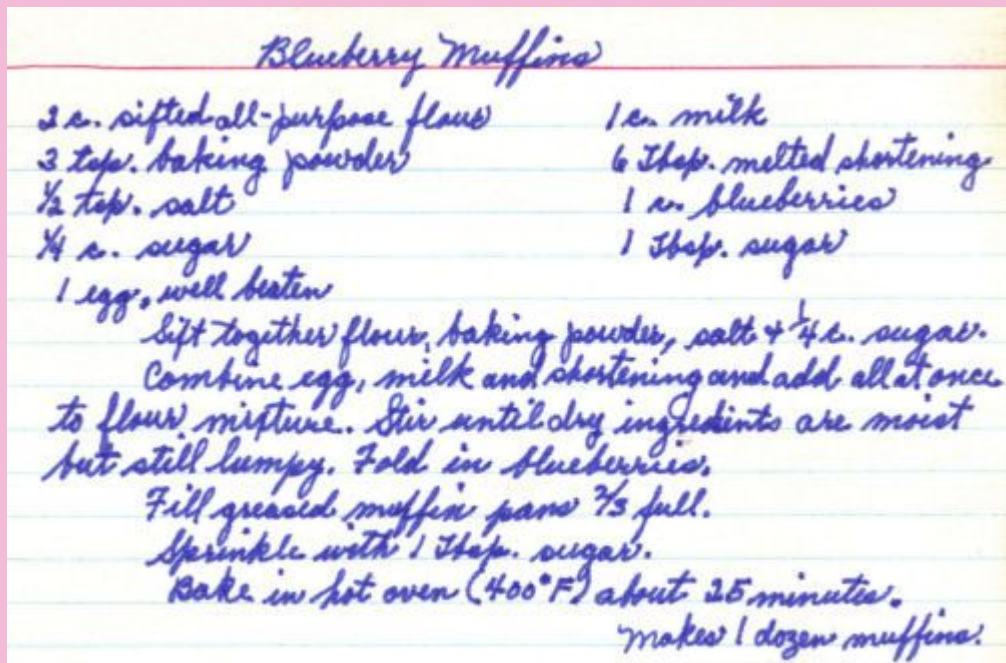 Blueberry Muffins
2 c. sifted all-purpose flour
3 tsp. baking powder
½ tsp. salt
¼ c. sugar
1 egg, well beaten
1 c. milk
6 Tbsp. melted shortening
1 c. blueberries
1 Tbsp. sugar
Sift together flour, baking powder, salt & ¼ c. sugar.
Combine egg, milk and shortening and add all at once
to flour mixture. Stir until dry ingredients are moist
but still lumpy. Fold in blueberries.
Fill greased muffin pans ⅔ full.
Sprinkle with 1 Tbsp. sugar.
Bake in hot oven (400°F) about 25 minutes.
Makes 1 dozen muffins.